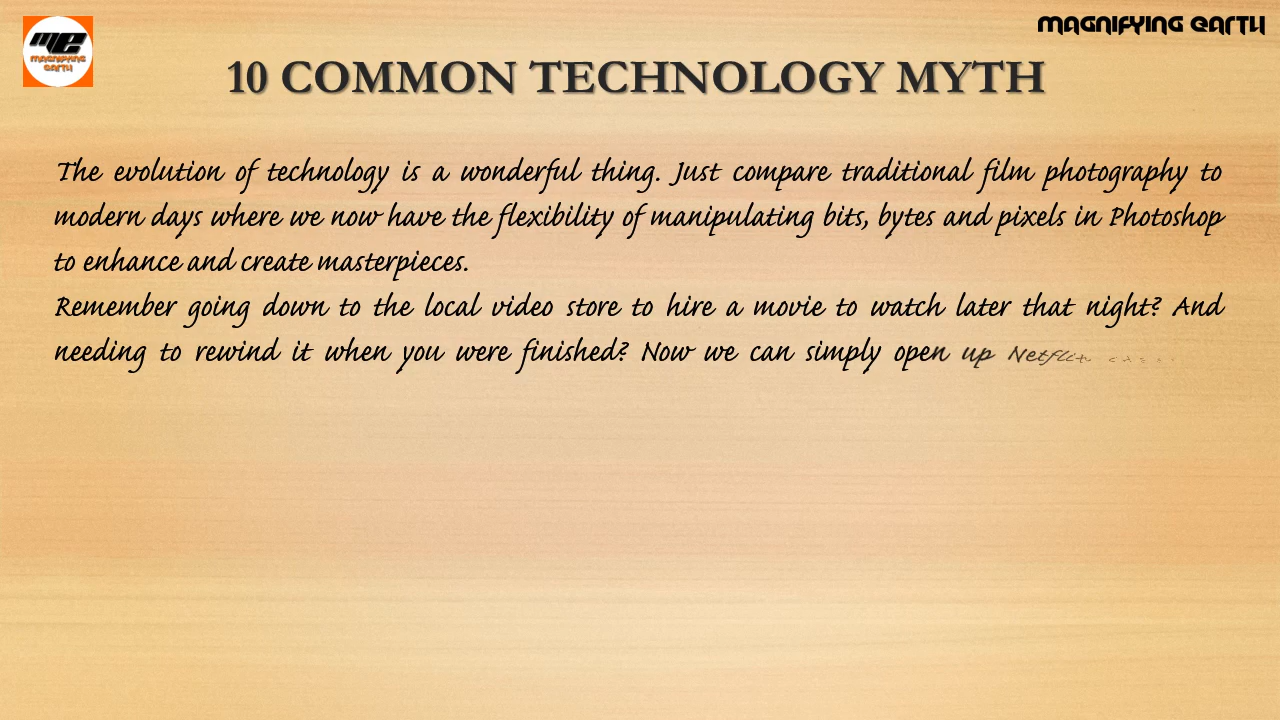 MAGNIFYING EARTH
me
MAGNIFYING
EARTH
10 COMMON TECHNOLOGY MYTH
The evolution of technology is a wonderful thing. Just compare traditional film photography to
modern days where we now have the flexibility of manipulating bits, bytes and pixels in Photoshop
to enhance and create masterpieces.
Remember going down to the local video store to hire a movie to watch later that night? And
needing to rewind it when you were finished? Now we can simply open up